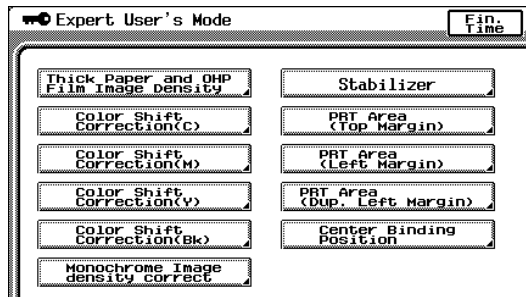 Expert User's Mode
Fin.
Time
Thick Paper and OHP
Film Image Density
Color Shift
Correction(C)
Color Shift
Correction(M)
Color Shift
Correction(Y)
Color Shift
Correction(Bk)
Monochrome Image
density correct
Stabilizer
PRT Area
(Top Margin)
PRT Area
(Left Margin)
PRT Area
(Dup. Left Margin)
Center Binding
Position